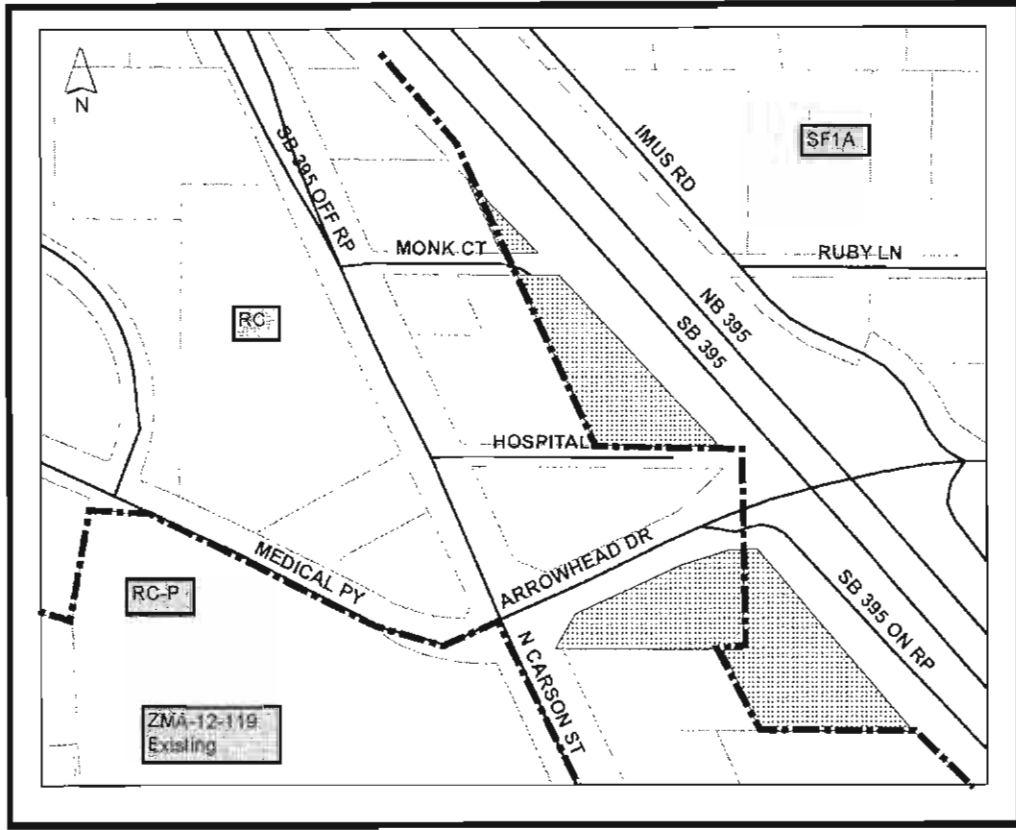 N
SB 395 OFF RP
IMUS RD
SF1A
MONK CT
RUBY LN
RC
NB 395
SB 395
HOSPITAL
MEDICAL PY
ARROWHEAD DR
RC-P
SB 395 ON RP
N CARSON ST
ZMA-12-119
Existing